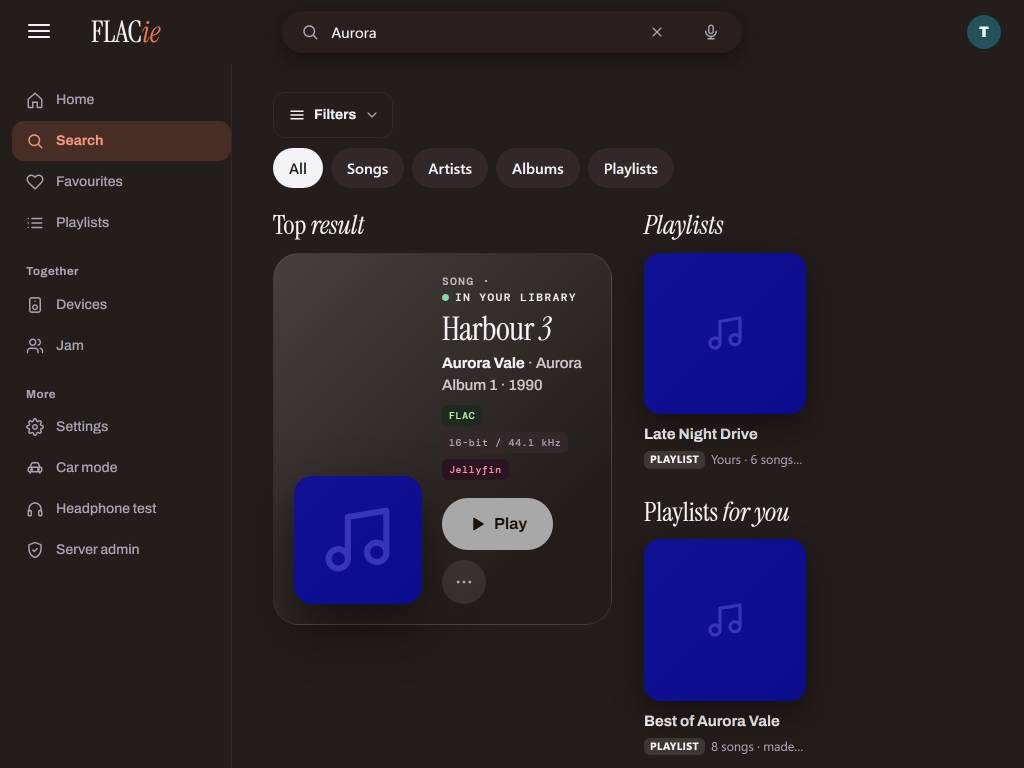 FLACie
Aurora
T
Home
Search
Favourites
Playlists
Together
Devices
Jam
More
Settings
Car mode
Headphone test
Server admin
Filters
All
Songs
Artists
Albums
Playlists
Top result
SONG ·
IN YOUR LIBRARY
Harbour 3
Aurora Vale · Aurora
Album 1 · 1990
FLAC
16-bit / 44.1 kHz
Jellyfin
Play
Playlists
Late Night Drive
PLAYLIST Yours · 6 songs...
Playlists for you
Best of Aurora Vale
PLAYLIST 8 songs · made...